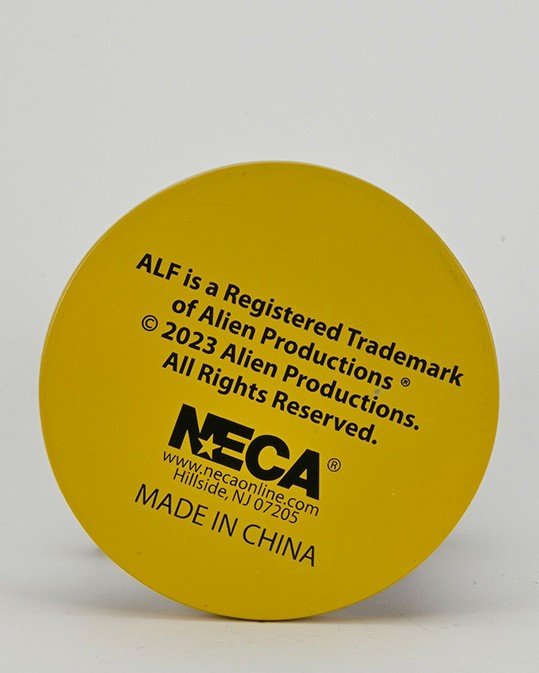 ALF is a Registered Trademark
of Alien Productions ®
© 2023 Alien Productions.
All Rights Reserved.
NECA®
www.necaonline.com
Hillside, NJ 07205
MADE IN CHINA